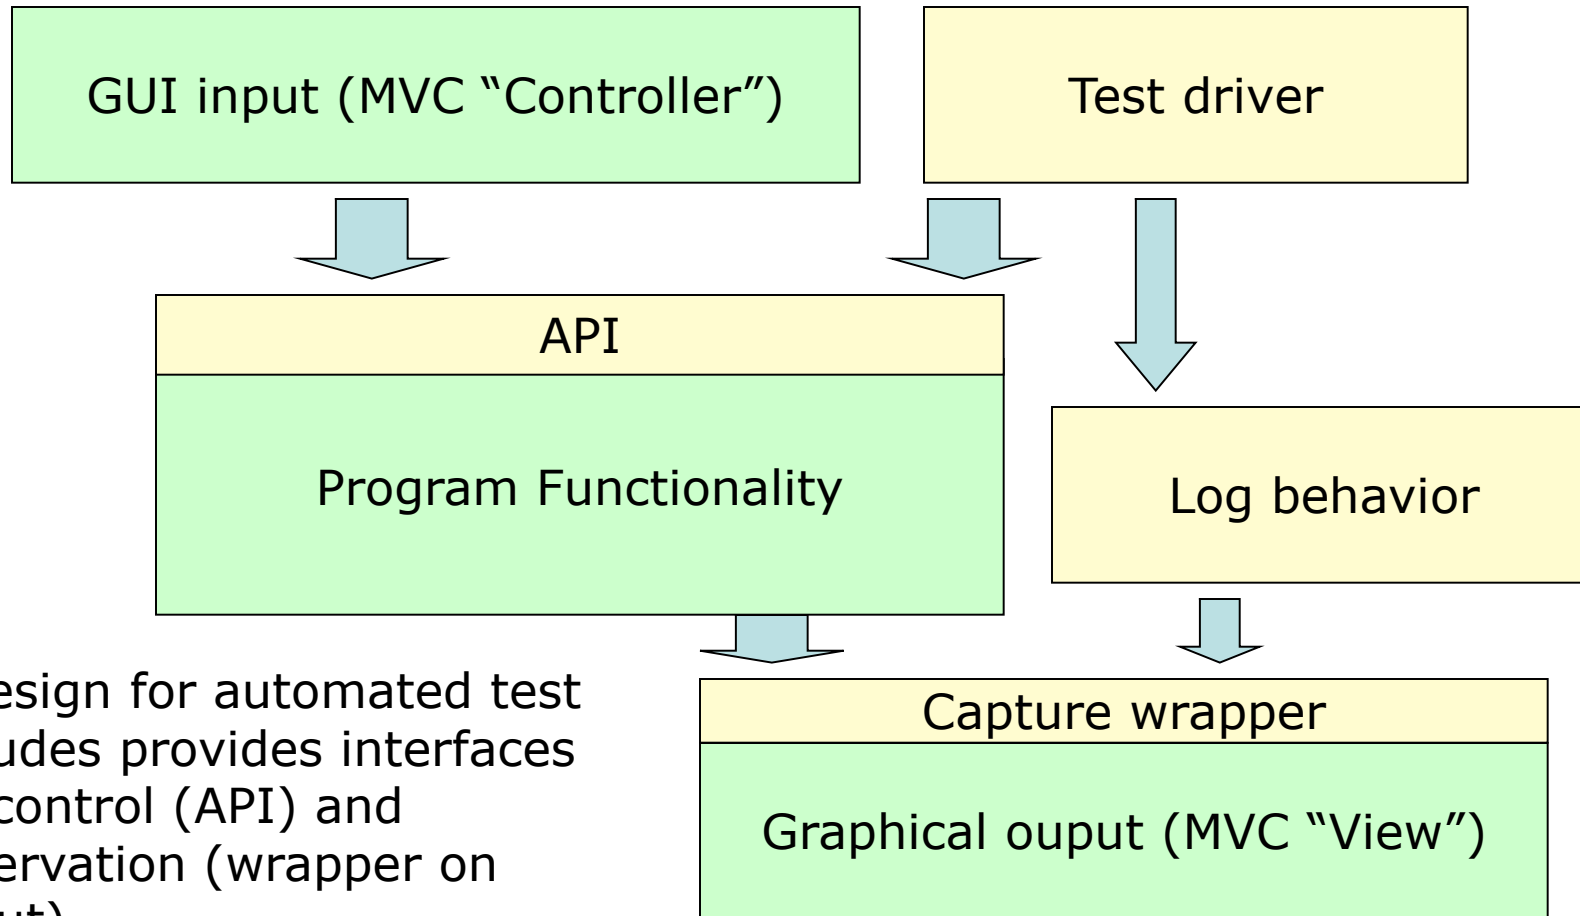 GUI input (MVC “Controller”)
Test driver
API
Program Functionality
Log behavior
Capture wrapper
Graphical ouput (MVC “View”)
esign for automated test
udes provides interfaces
control (API) and
ervation (wrapper on